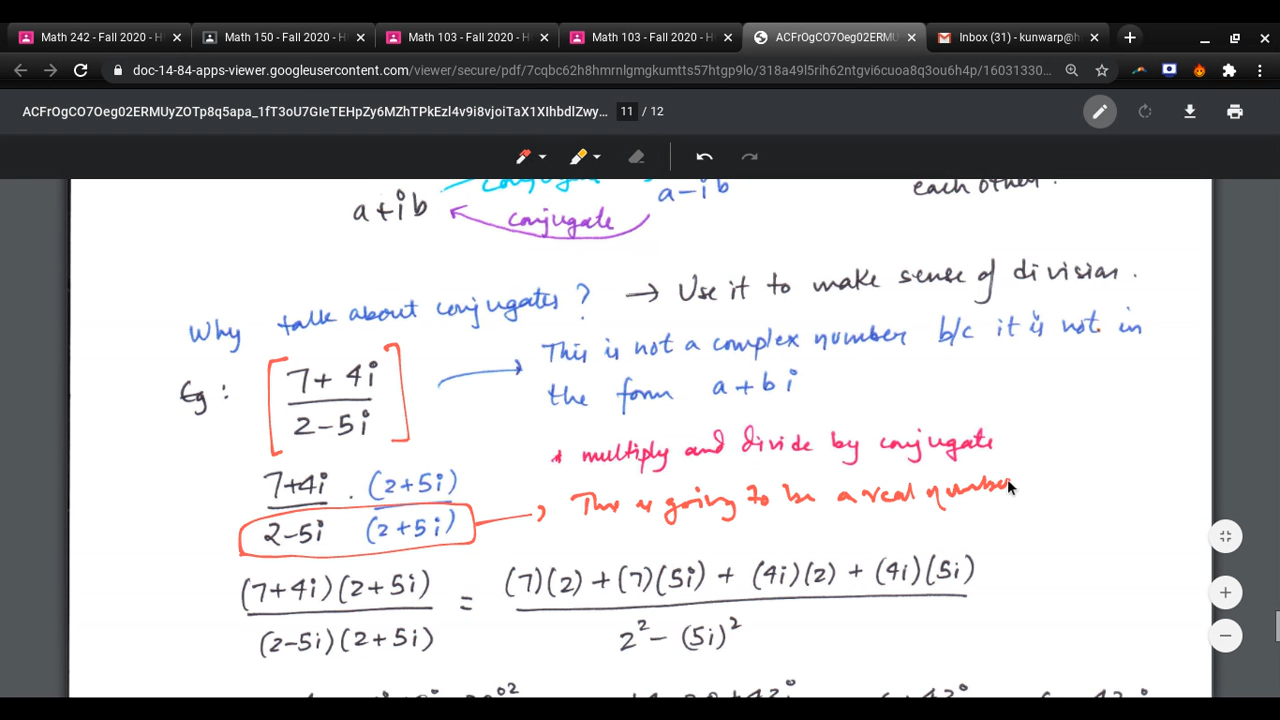 Math 242 - Fall 2020 - H
Math 150 - Fall 2020 - H
Math 103 - Fall 2020 - H
Math 103 - Fall 2020 - H
ACFrOgCO7Oeg02ERMU
Inbox (31) - kunwarp@h
doc-14-84-apps-viewer.googleusercontent.com/viewer/secure/pdf/7cqbc62h8hmrnlgmgkumtts57htgp9lo/318a49l5rih62ntgvi6cuoa8q3ou6h4p/16031330...
ACFrOgCO7Oeg02ERMUyZOTp8q5apa_1fT3oU7GIeTEHpZy6MZhTPkEzl4v9i8vjoiTaX1XIhbdlZwy... 11 / 12
a+ib
a-ib
each other.
conjugate
Why talk about conjugates? → Use it to make sense of division.
Eg: [7+4i / 2-5i] → This is not a complex number b/c it is not in
the form a+bi
* multiply and divide by conjugate
7+4i / 2-5i . (2+5i) / (2+5i) → This is going to be a real number
(7+4i)(2+5i) / (2-5i)(2+5i) = (7)(2) + (7)(5i) + (4i)(2) + (4i)(5i) / 2² - (5i)²